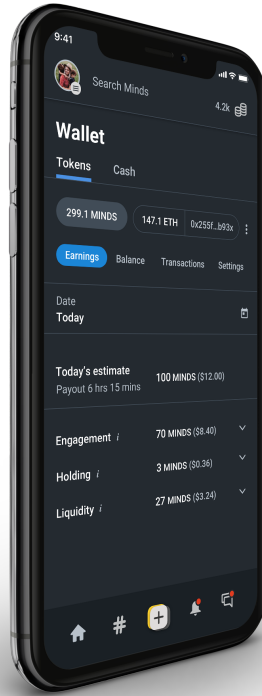 9:41
Search Minds
4.2k
Wallet
Tokens Cash
299.1 MINDS 147.1 ETH 0x255f...b93x
Earnings Balance Transactions Settings
Date
Today
Today's estimate 100 MINDS ($12.00)
Payout 6 hrs 15 mins
Engagement i 70 MINDS ($8.40)
Holding i 3 MINDS ($0.36)
Liquidity i 27 MINDS ($3.24)